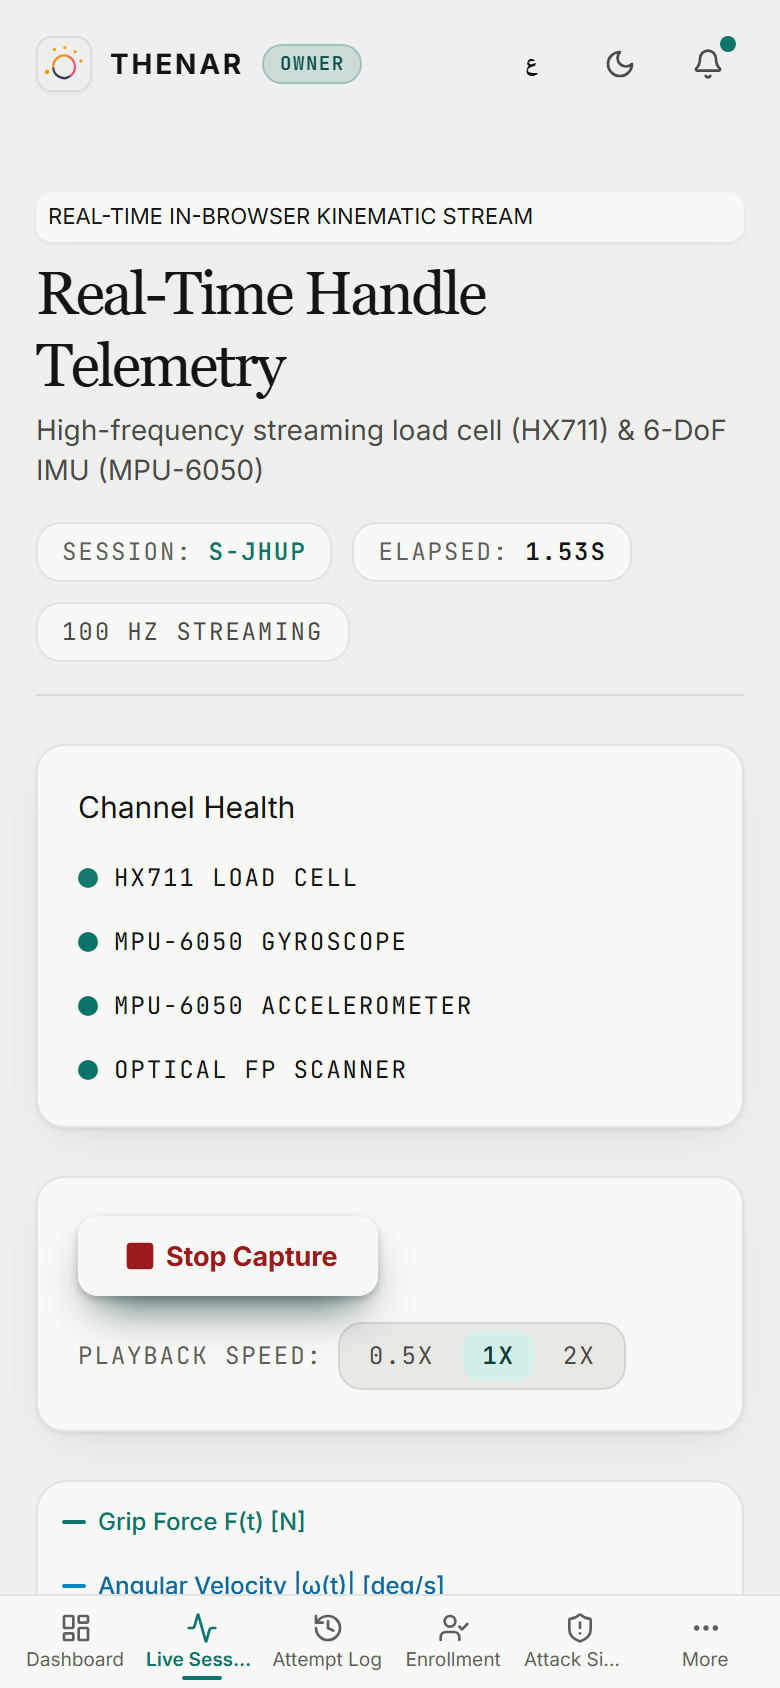 THENAR
OWNER
ع
REAL-TIME IN-BROWSER KINEMATIC STREAM
Real-Time Handle
Telemetry
High-frequency streaming load cell (HX711) & 6-DoF
IMU (MPU-6050)
SESSION: S-JHUP
ELAPSED: 1.53S
100 HZ STREAMING
Channel Health
HX711 LOAD CELL
MPU-6050 GYROSCOPE
MPU-6050 ACCELEROMETER
OPTICAL FP SCANNER
Stop Capture
PLAYBACK SPEED: 0.5X 1X 2X
Grip Force F(t) [N]
Angular Velocity |ω(t)| [deg/s]
Dashboard
Live Sess...
Attempt Log
Enrollment
Attack Si...
More